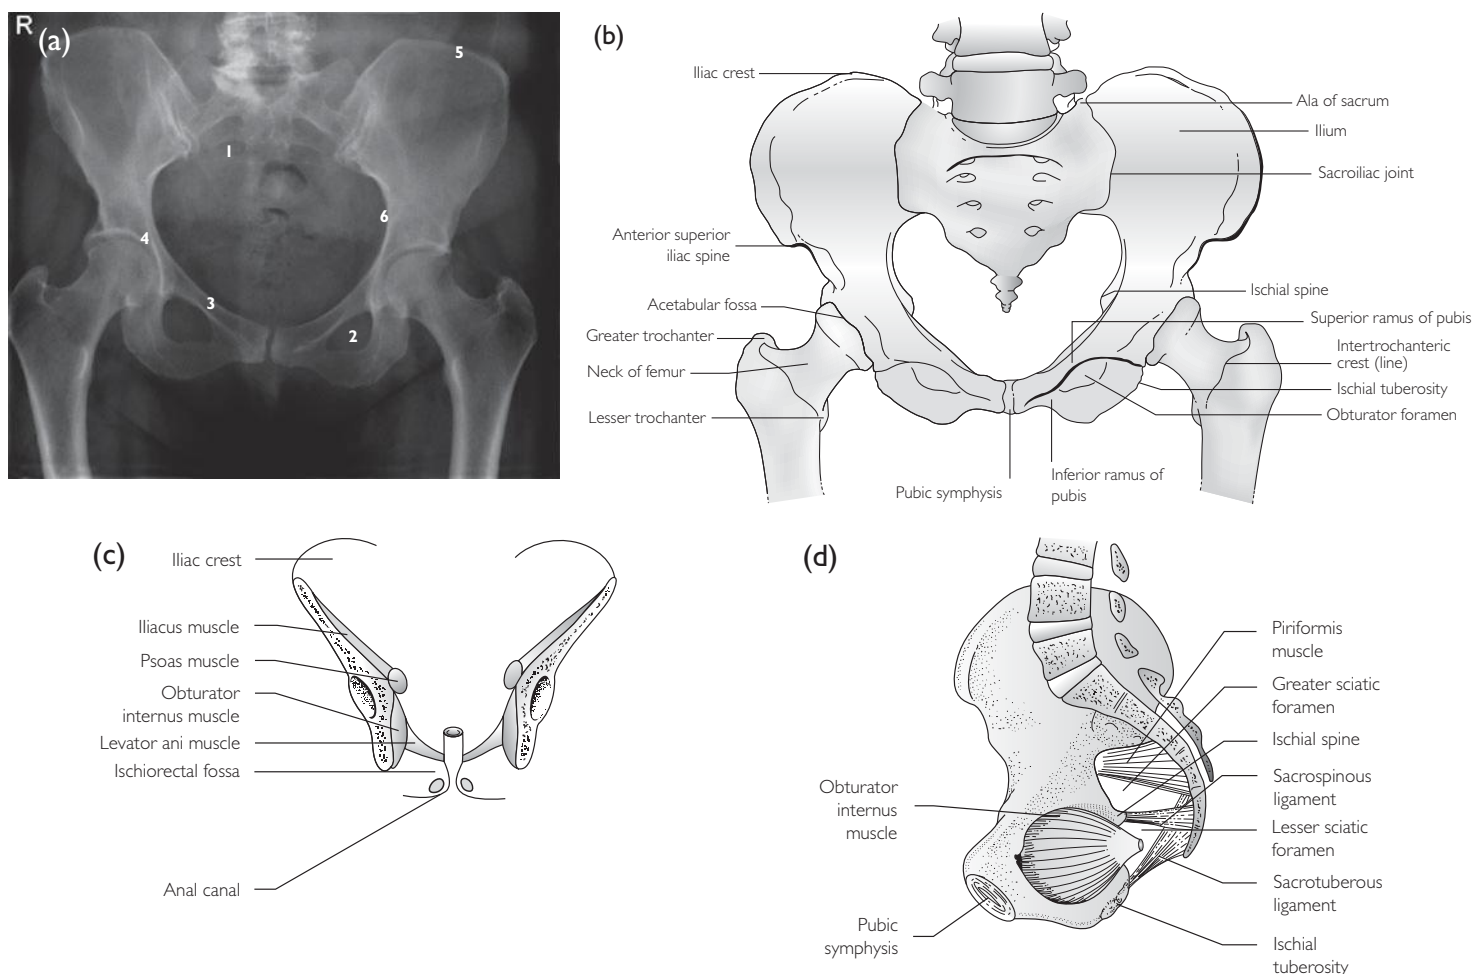 R
(a)
5
1
6
4
3
2
(b)
Iliac crest
Anterior superior
iliac spine
Acetabular fossa
Greater trochanter
Neck of femur
Lesser trochanter
Pubic symphysis
Ala of sacrum
Ilium
Sacroiliac joint
Ischial spine
Superior ramus of pubis
Intertrochanteric
crest (line)
Ischial tuberosity
Obturator foramen
Inferior ramus of
pubis
(c)
Iliac crest
Iliacus muscle
Psoas muscle
Obturator
internus muscle
Levator ani muscle
Ischiorectal fossa
Anal canal
(d)
Obturator
internus
muscle
Pubic
symphysis
Piriformis
muscle
Greater sciatic
foramen
Ischial spine
Sacrospinous
ligament
Lesser sciatic
foramen
Sacrotuberous
ligament
Ischial
tuberosity